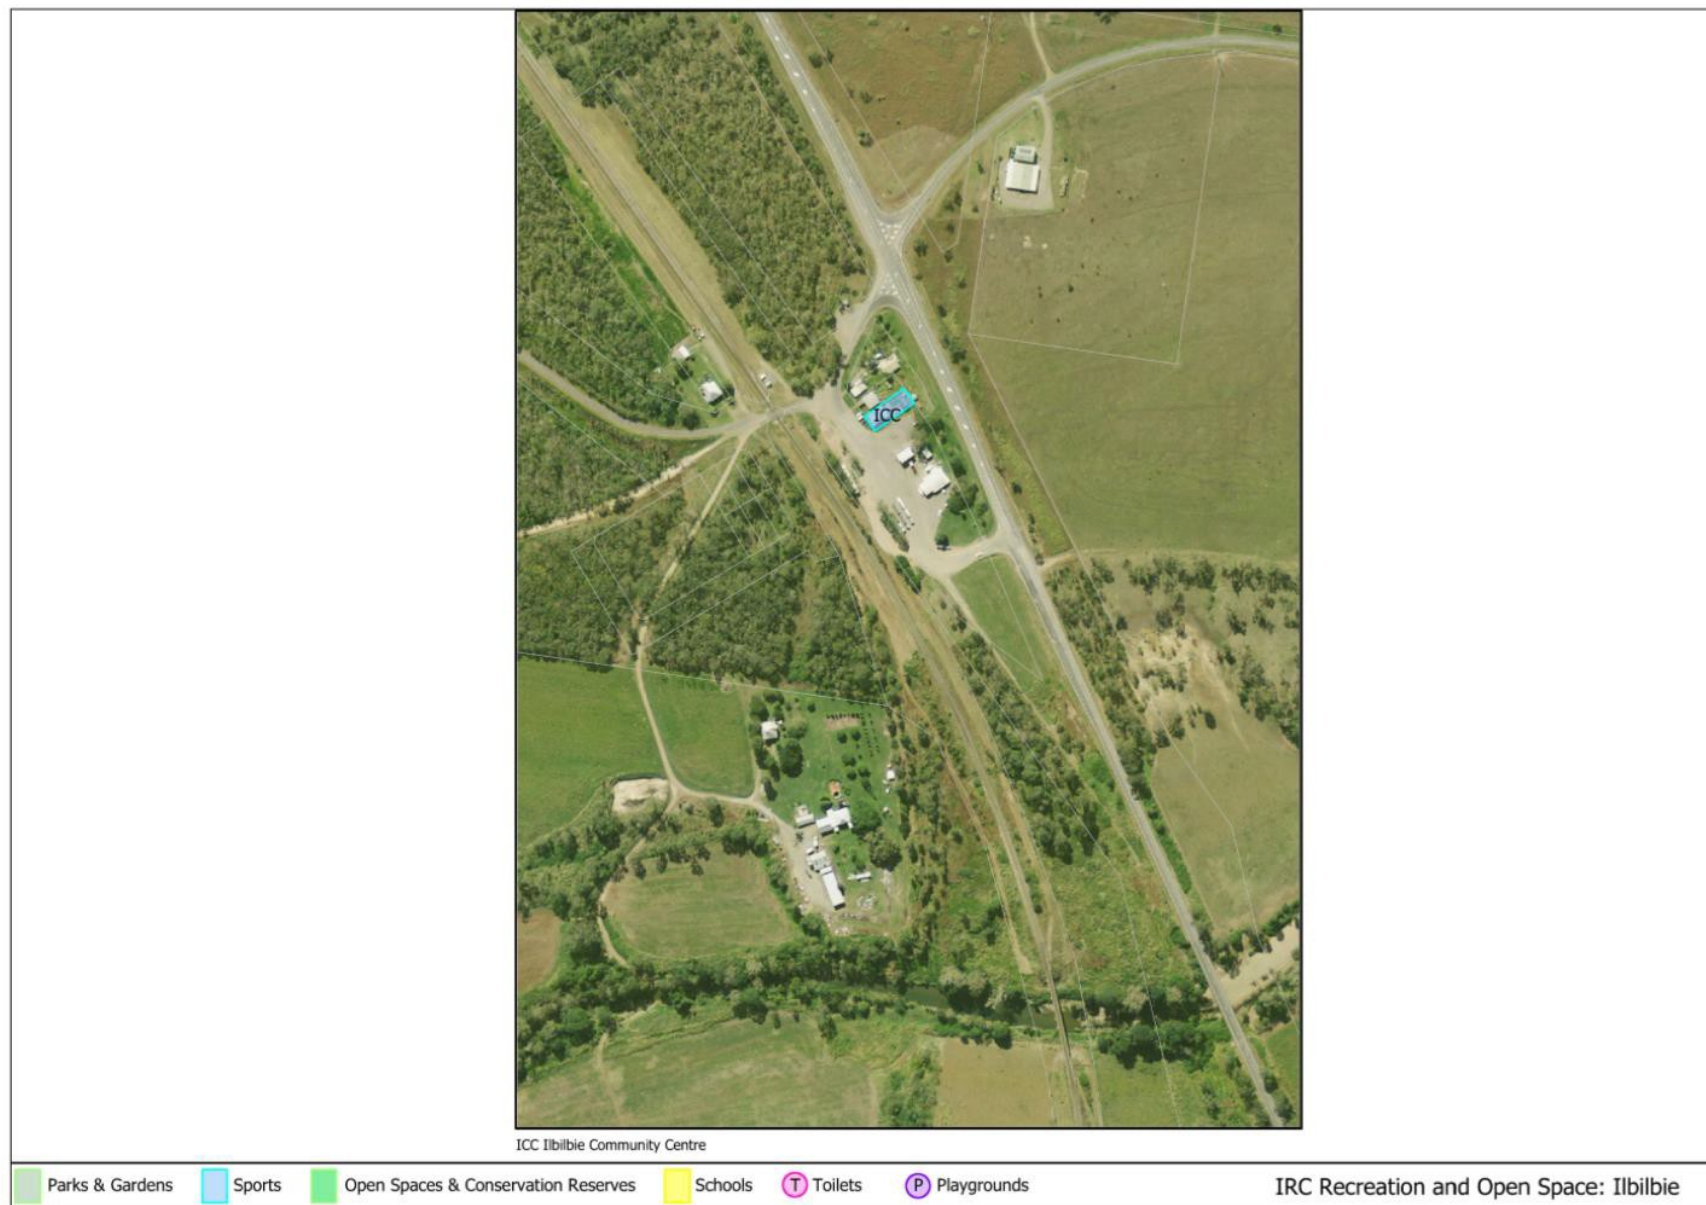 ICC
ICC Ilbilbie Community Centre
Parks & Gardens
Sports
Open Spaces & Conservation Reserves
Schools
T Toilets
P Playgrounds
IRC Recreation and Open Space: Ilbilbie